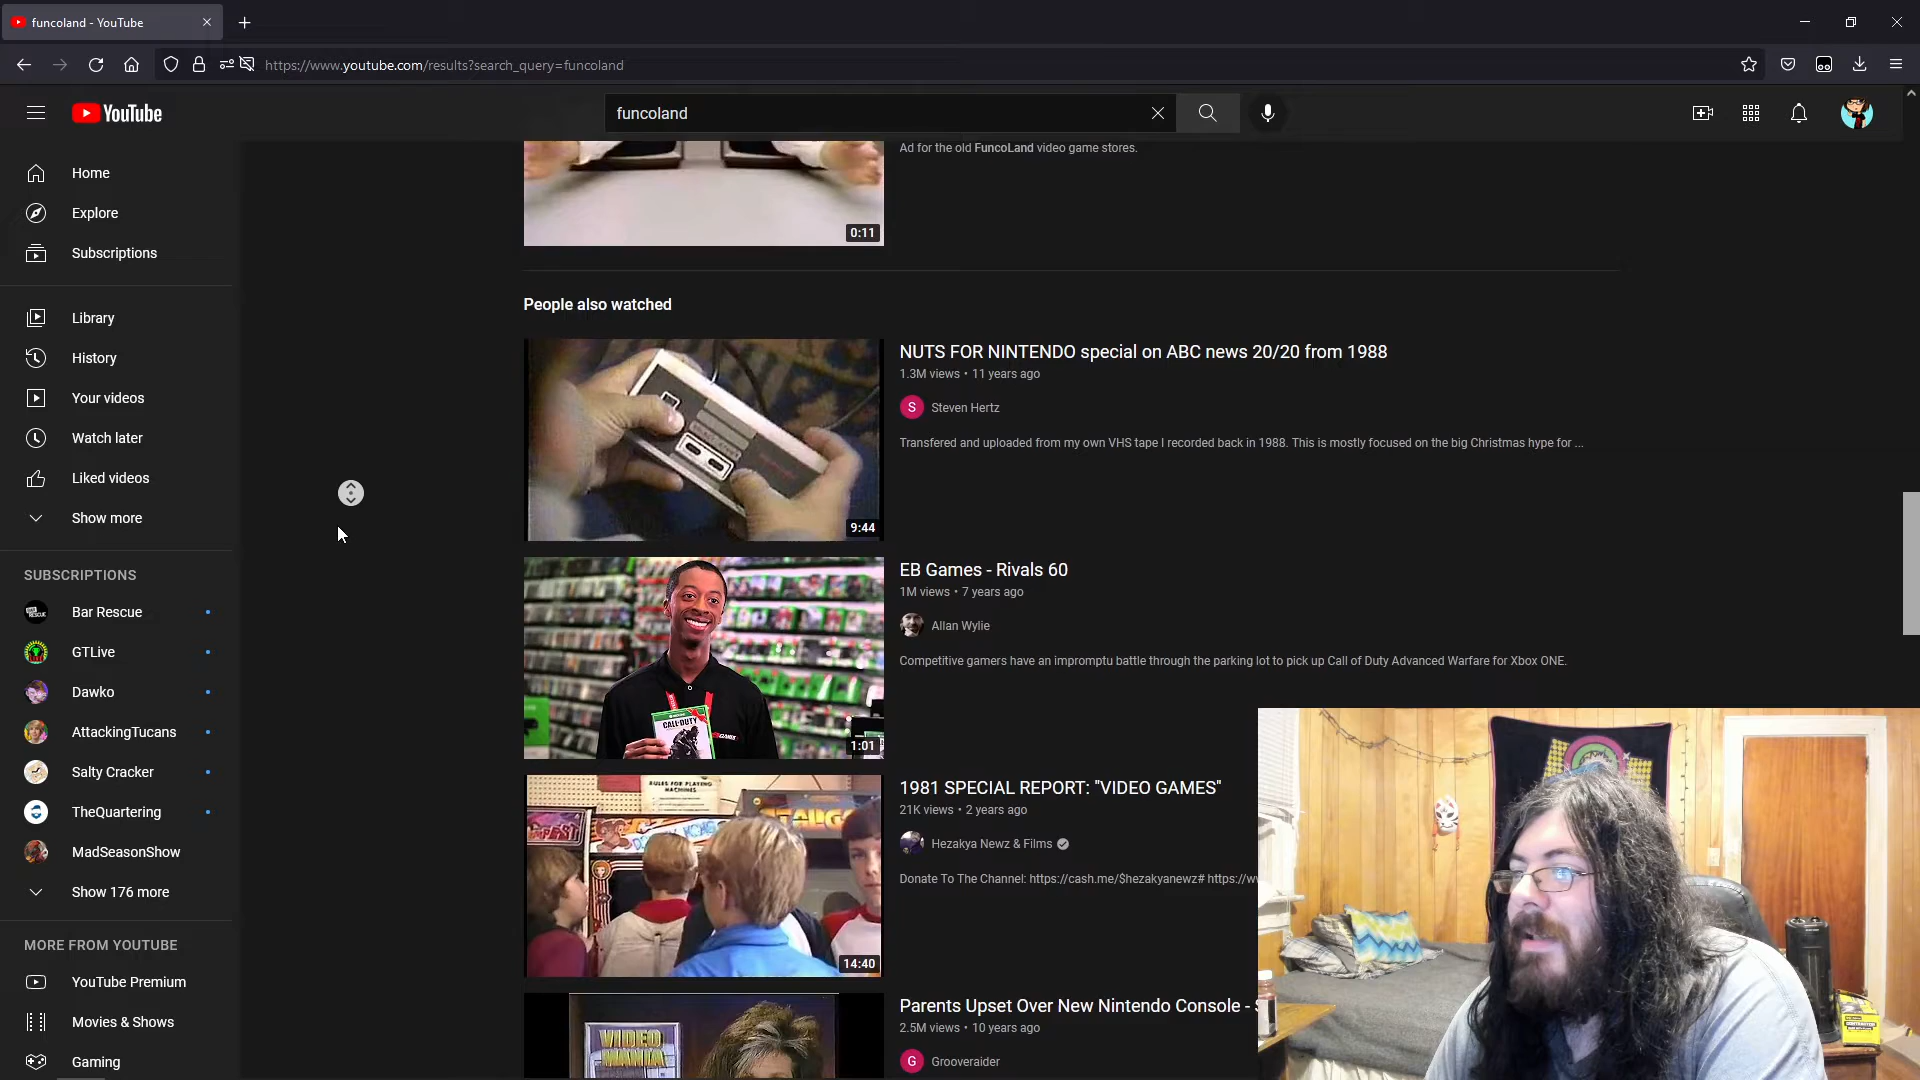 funcoland - YouTube
https://www.youtube.com/results?search_query=funcoland
YouTube
funcoland
Home
Explore
Subscriptions
Library
History
Your videos
Watch later
Liked videos
Show more
SUBSCRIPTIONS
Bar Rescue
GTLive
Dawko
AttackingTucans
Salty Cracker
TheQuartering
MadSeasonShow
Show 176 more
MORE FROM YOUTUBE
YouTube Premium
Movies & Shows
Gaming
Ad for the old FuncoLand video game stores.
0:11
People also watched
NUTS FOR NINTENDO special on ABC news 20/20 from 1988
1.3M views • 11 years ago
S
Steven Hertz
Transfered and uploaded from my own VHS tape I recorded back in 1988. This is mostly focused on the big Christmas hype for ...
9:44
EB Games - Rivals 60
1M views • 7 years ago
Allan Wylie
Competitive gamers have an impromptu battle through the parking lot to pick up Call of Duty Advanced Warfare for Xbox ONE.
CALL·DUTY
1:01
RULES FOR PLAYING
MACHINES
1981 SPECIAL REPORT: "VIDEO GAMES"
21K views • 2 years ago
Hezakya Newz & Films
Donate To The Channel: https://cash.me/$hezakyanewz# https://w
14:40
VIDEO
MANIA
Parents Upset Over New Nintendo Console -
2.5M views • 10 years ago
G
Grooveraider